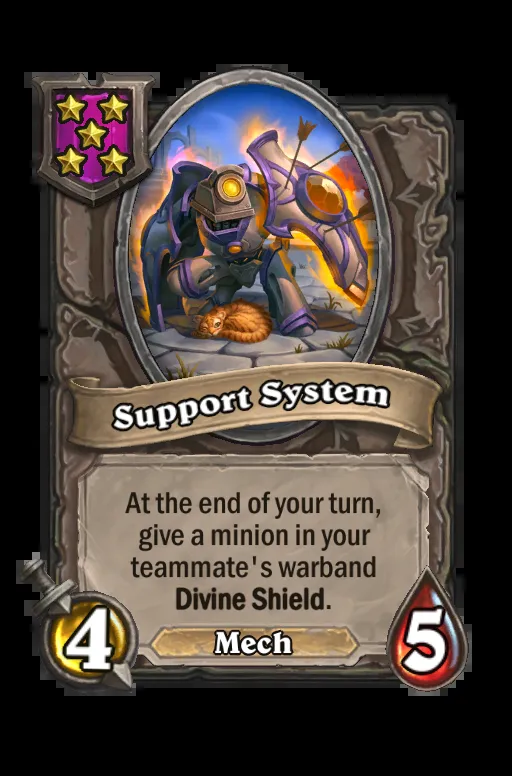 Support System
At the end of your turn,
give a minion in your
teammate's warband
Divine Shield.
4
Mech
5